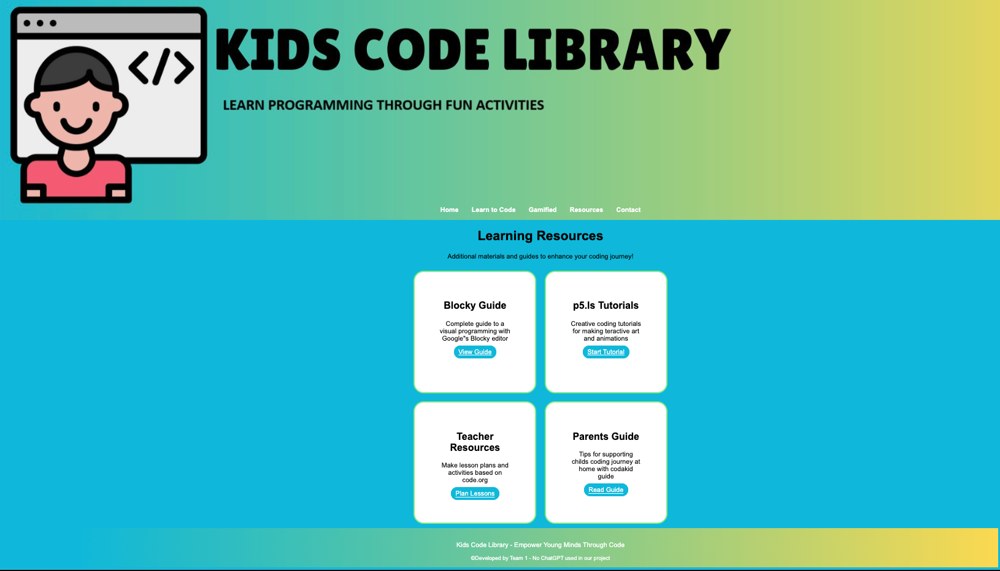 </>
KIDS CODE LIBRARY
LEARN PROGRAMMING THROUGH FUN ACTIVITIES
Home Learn to Code Gamified Resources Contact
Learning Resources
Additional materials and guides to enhance your coding journey!
Blocky Guide
Complete guide to a
visual programming with
Google"s Blocky editor
View Guide
p5.ls Tutorials
Creative coding tutorials
for making teractive art
and animations
Start Tutorial
Teacher
Resources
Make lesson plans and
activities based on
code.org
Plan Lessons
Parents Guide
Tips for supporting
childs coding journey at
home with codakid
guide
Read Guide
Kids Code Library - Empower Young Minds Through Code
©Developed by Team 1 - No ChatGPT used in our project